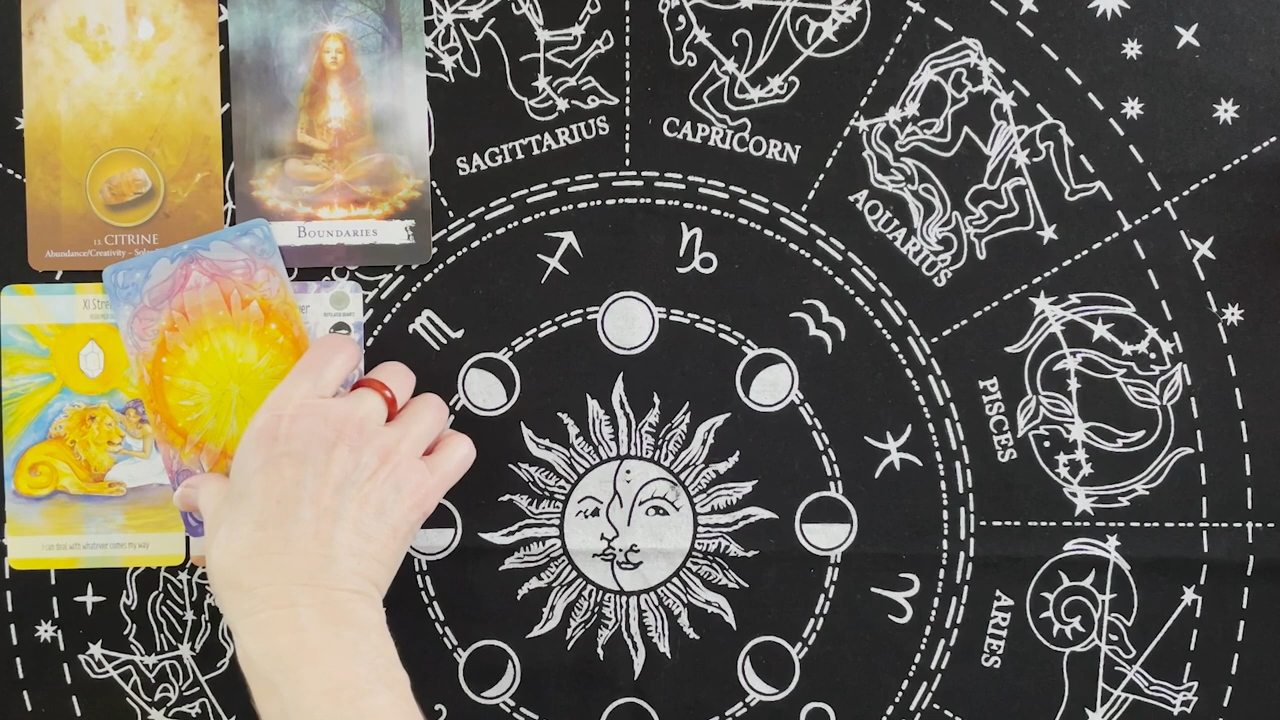 13 CITRINE
Abundance/Creativity –
BOUNDARIES
XI
I can deal with whatever comes my way
SAGITTARIUS
CAPRICORN
AQUARIUS
PISCES
ARIES